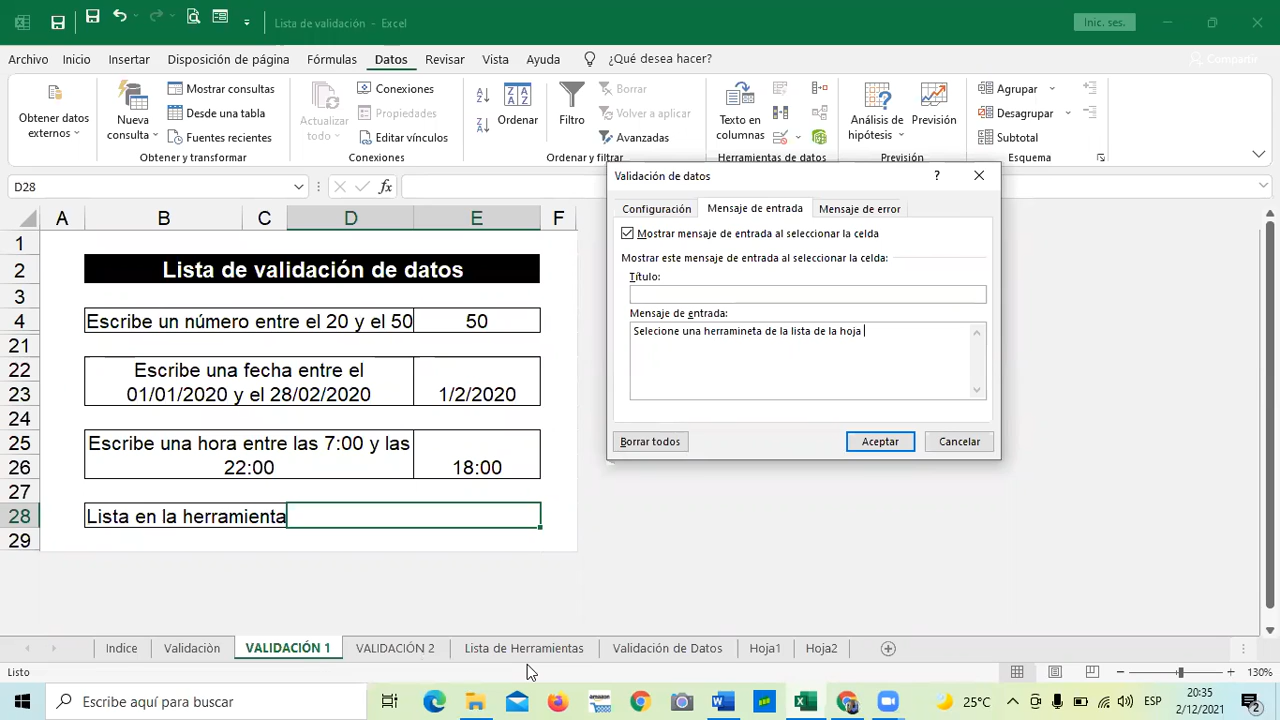 Lista de validación - Excel
Inic. ses.
Archivo Inicio Insertar Disposición de página Fórmulas Datos Revisar Vista Ayuda ¿Qué desea hacer? Compartir
Obtener datos externos
Nueva consulta
Mostrar consultas
Desde una tabla
Fuentes recientes
Obtener y transformar
Actualizar todo
Conexiones
Propiedades
Editar vínculos
Conexiones
Ordenar
Filtro
Borrar
Volver a aplicar
Avanzadas
Ordenar y filtrar
Texto en columnas
Herramientas de datos
Análisis de hipótesis
Previsión
Previsión
Agrupar
Desagrupar
Subtotal
Esquema
D28
fx
A B C D E F
1
2 Lista de validación de datos
3
4 Escribe un número entre el 20 y el 50 50
21
22 Escribe una fecha entre el
23 01/01/2020 y el 28/02/2020 1/2/2020
24
25 Escribe una hora entre las 7:00 y las
26 22:00 18:00
27
28 Lista en la herramienta
29
Validación de datos ?
Configuración Mensaje de entrada Mensaje de error
Mostrar mensaje de entrada al seleccionar la celda
Mostrar este mensaje de entrada al seleccionar la celda:
Título:
Mensaje de entrada:
Selecione una herramineta de la lista de la hoja
Borrar todos Aceptar Cancelar
Indice Validaciòn VALIDACIÓN 1 VALIDACIÓN 2 Lista de Herramientas Validación de Datos Hoja1 Hoja2
Listo 130%
Escribe aquí para buscar
25°C
ESP
20:35
2/12/2021
2